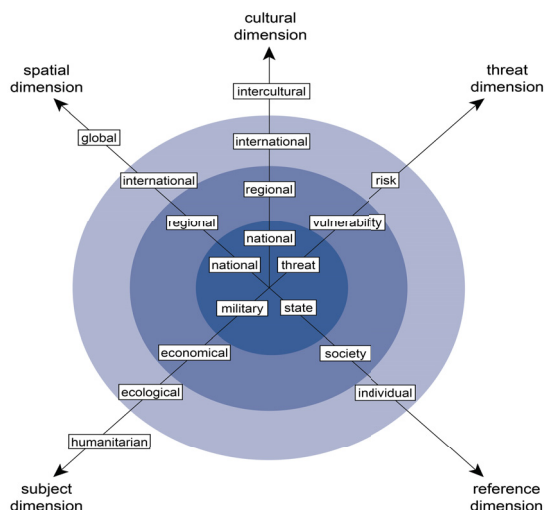 cultural
dimension
spatial
dimension
threat
dimension
intercultural
global
international
international
risk
regional
regional
vulnerability
national
national
threat
military
state
economical
society
ecological
individual
humanitarian
subject
dimension
reference
dimension